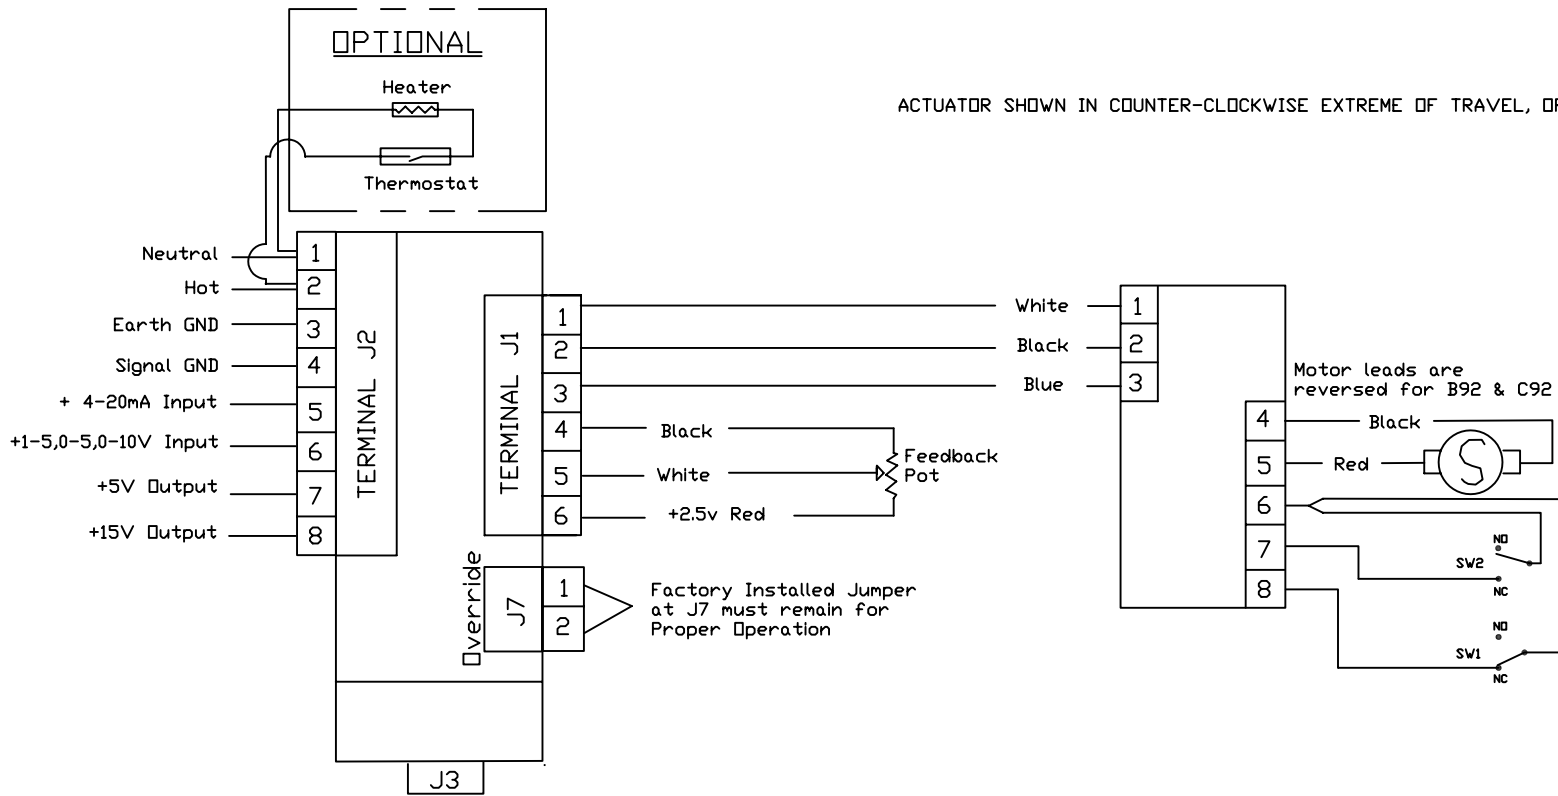 OPTIONAL
Heater
Thermostat
ACTUATOR SHOWN IN COUNTER-CLOCKWISE EXTREME OF TRAVEL,
Neutral
Hot
Earth GND
Signal GND
+ 4-20mA Input
+1-5,0-5,0-10V Input
+5V Output
+15V Output
1
2
3
4
5
6
7
8
TERMINAL J2
TERMINAL J1
1
2
3
4
5
6
White
Black
Blue
Black
White
+2.5v Red
Feedback
Pot
Override
J7
1
2
Factory Installed Jumper
at J7 must remain for
Proper Operation
J3
1
2
3
Motor leads are
reversed for B92 & C92
4
5
6
7
8
Black
Red
NO
SW2
NC
NO
SW1
NC